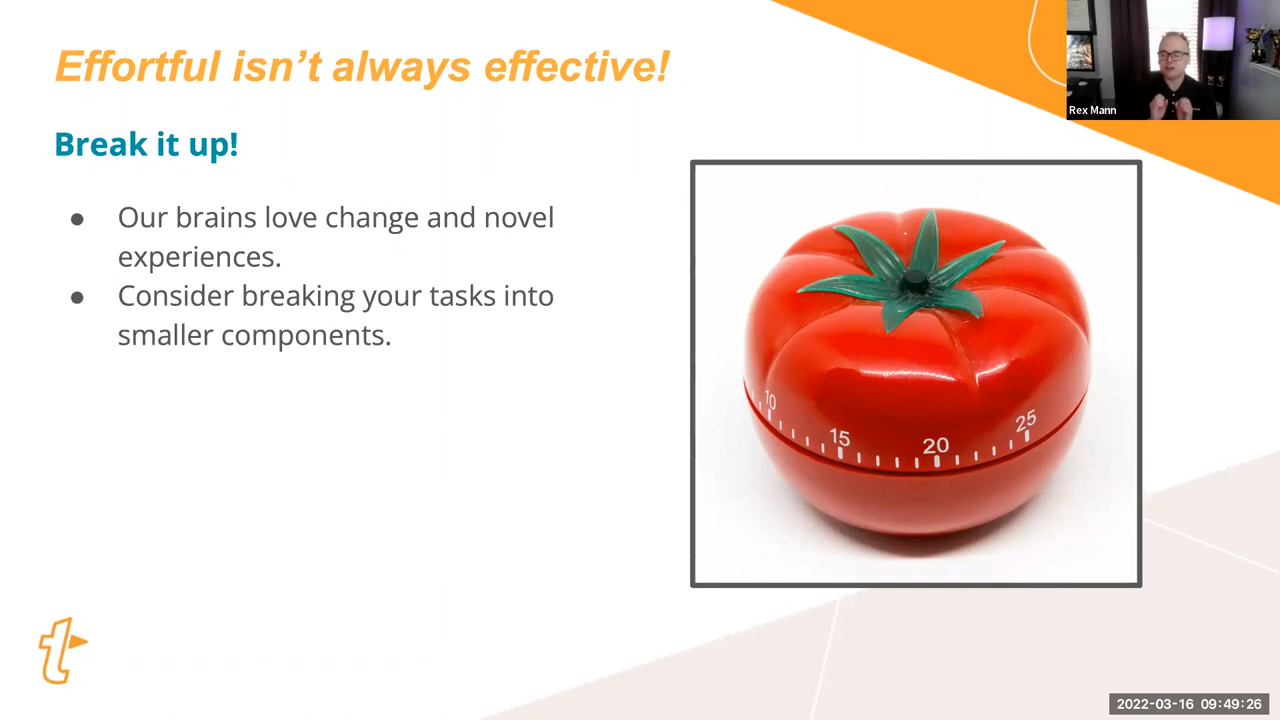 Effortful isn’t always effective!
Rex Mann
Break it up!
● Our brains love change and novel
experiences.
● Consider breaking your tasks into
smaller components.
10
15
20
25
t
2022-03-16 09:49:26